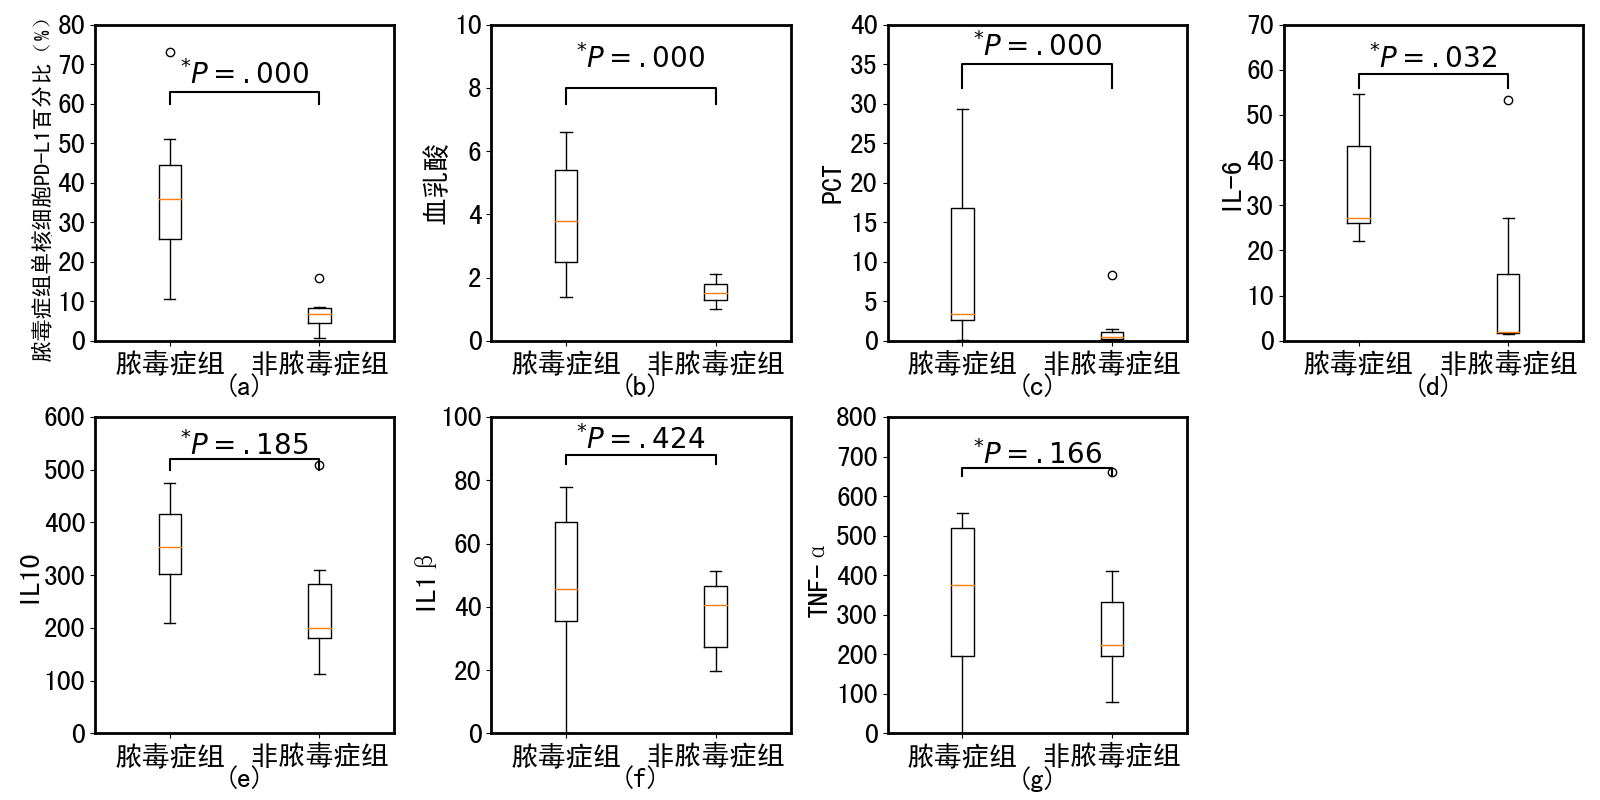 脓毒症组单核细胞PD-L1百分比（%）
80
70
60
50
40
30
20
10
0
*P=.000
脓毒症组 非脓毒症组
(a)
血乳酸
10
8
6
4
2
0
*P=.000
脓毒症组 非脓毒症组
(b)
PCT
40
35
30
25
20
15
10
5
0
*P=.000
脓毒症组 非脓毒症组
(c)
IL-6
70
60
50
40
30
20
10
0
*P=.032
脓毒症组 非脓毒症组
(d)
IL10
600
500
400
300
200
100
0
*P=.185
脓毒症组 非脓毒症组
(e)
IL1β
100
80
60
40
20
0
*P=.424
脓毒症组 非脓毒症组
(f)
TNF-α
800
700
600
500
400
300
200
100
0
*P=.166
脓毒症组 非脓毒症组
(g)